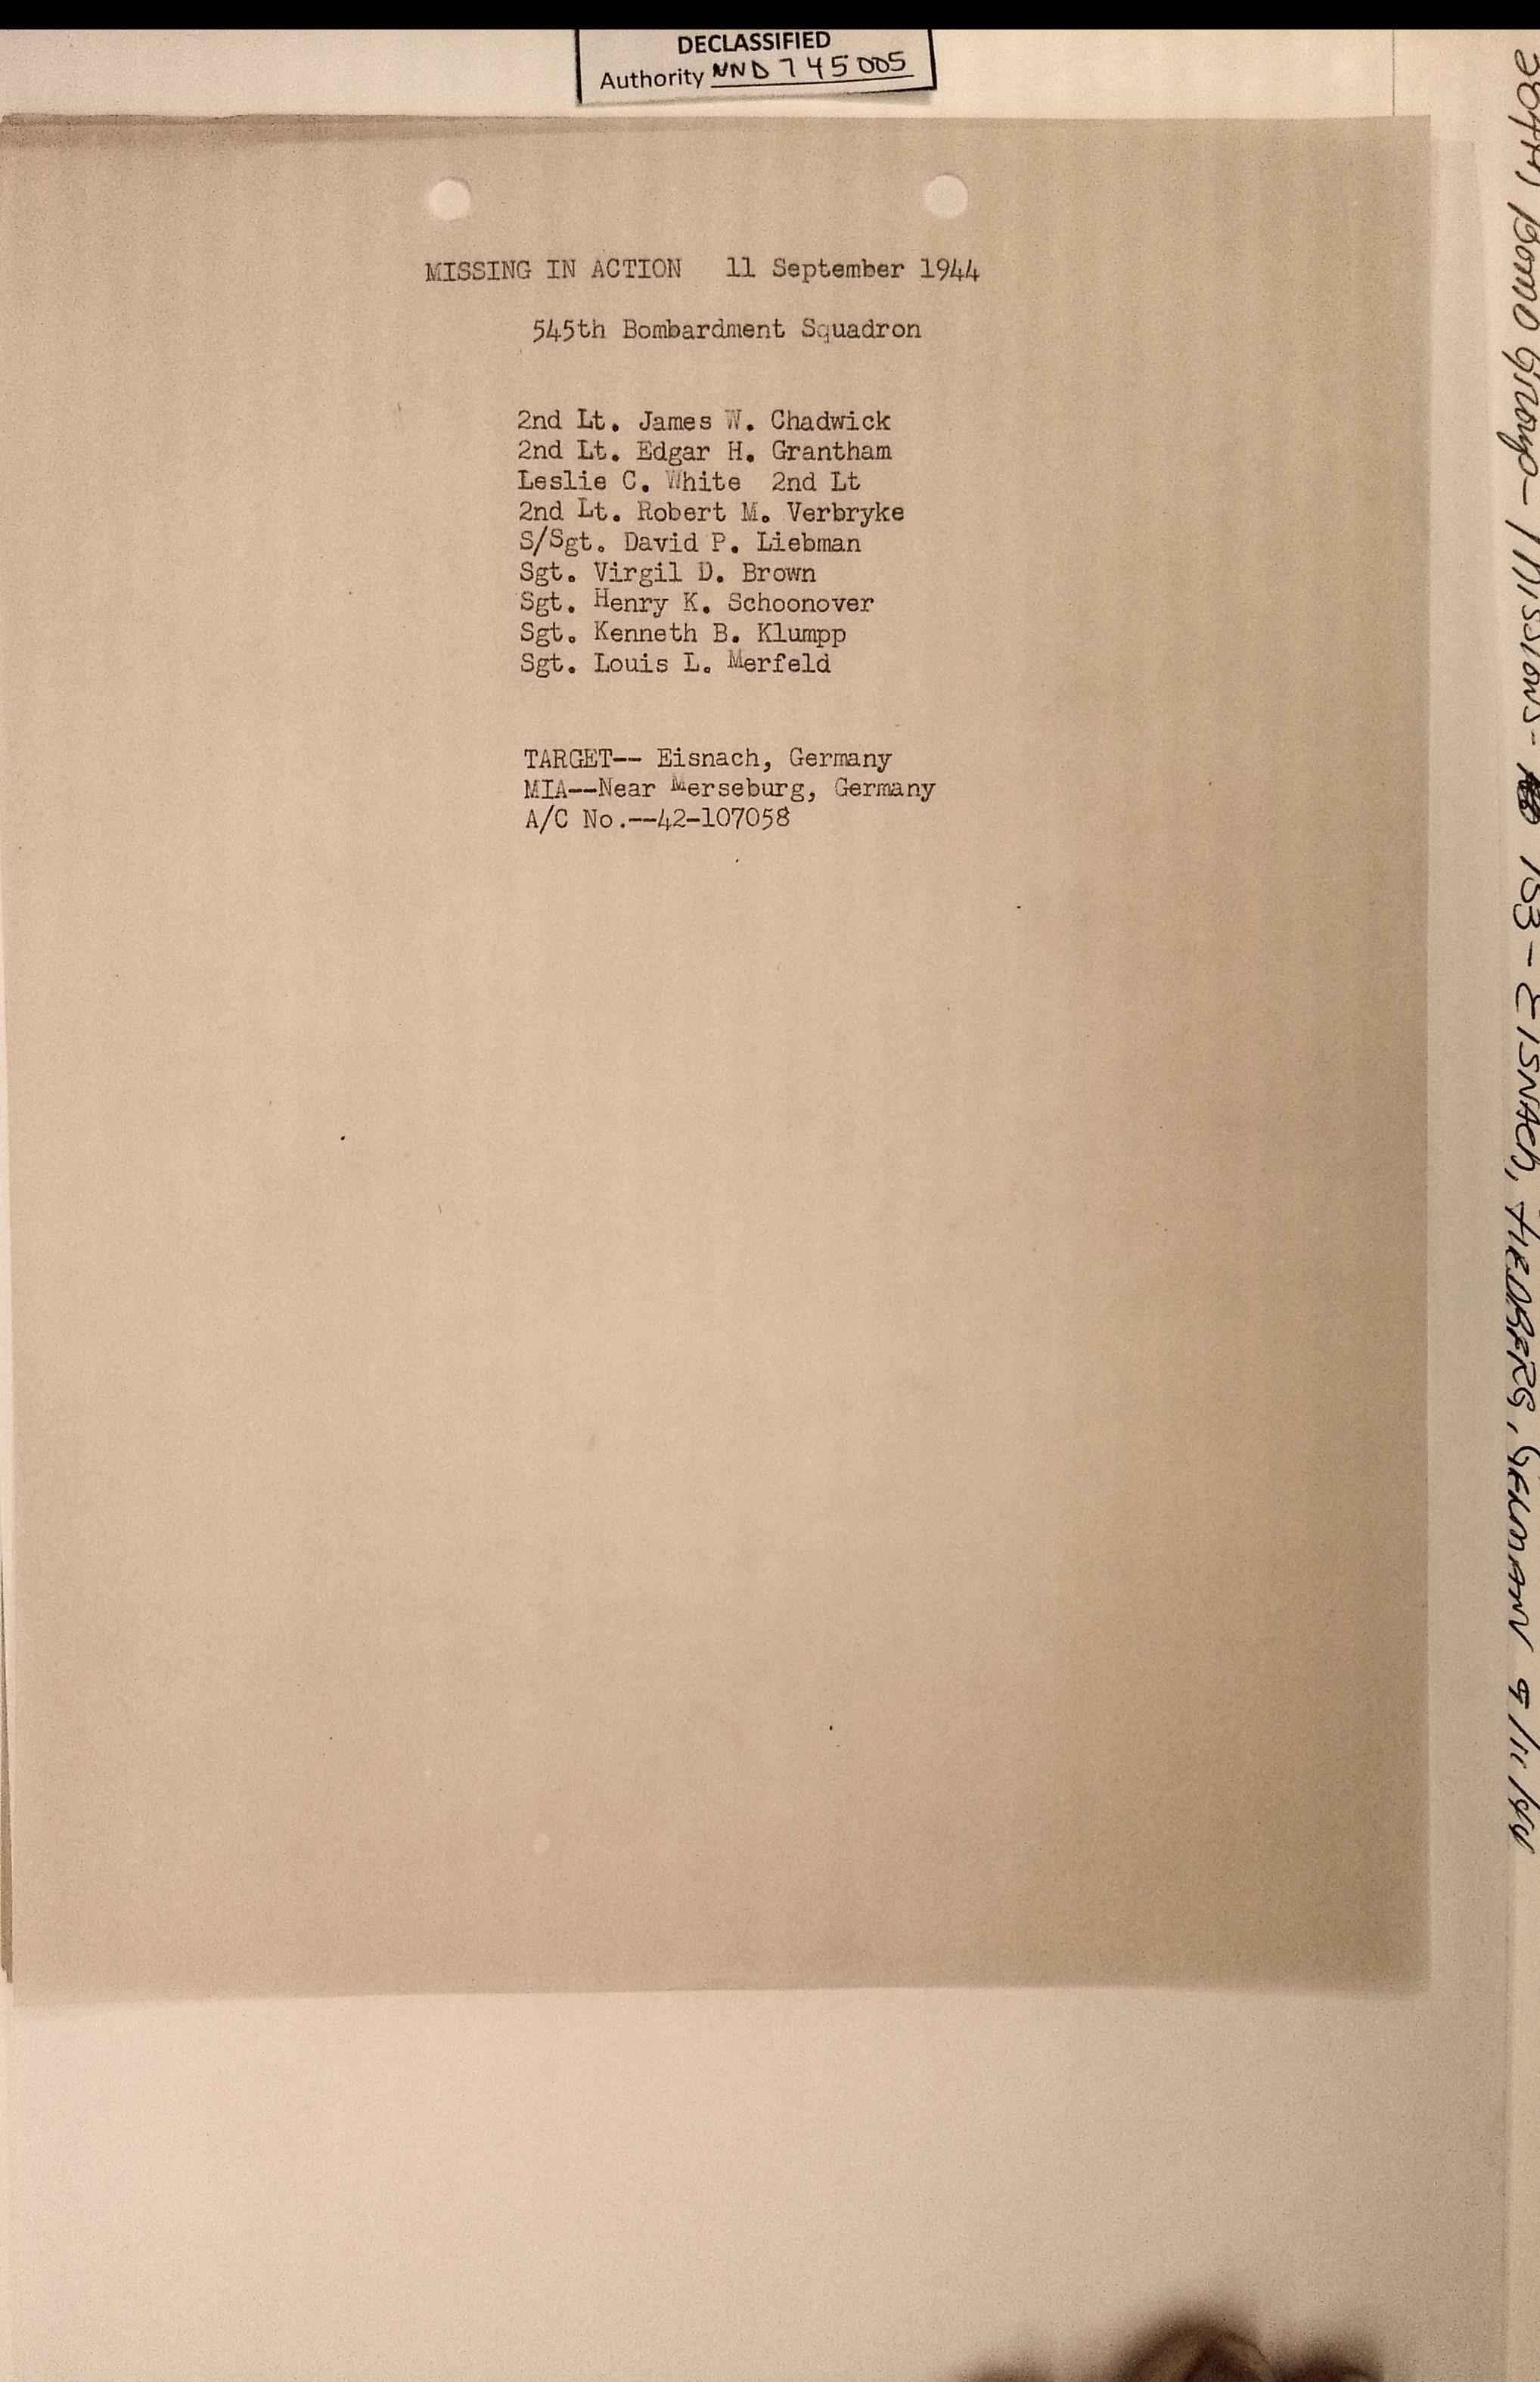 DECLASSIFIED
Authority NND 745005
MISSING IN ACTION 11 September 1944
545th Bombardment Squadron
2nd Lt. James W. Chadwick
2nd Lt. Edgar H. Grantham
Leslie C. White 2nd Lt
2nd Lt. Robert M. Verbryke
S/Sgt. David P. Liebman
Sgt. Virgil D. Brown
Sgt. Henry K. Schoonover
Sgt. Kenneth B. Klumpp
Sgt. Louis L. Merfeld
TARGET-- Eisnach, Germany
MIA--Near Merseburg, Germany
A/C No.--42-107058
384th Bomb Group - Missions - 183 - EISNACH, GERMANY 9/11/44